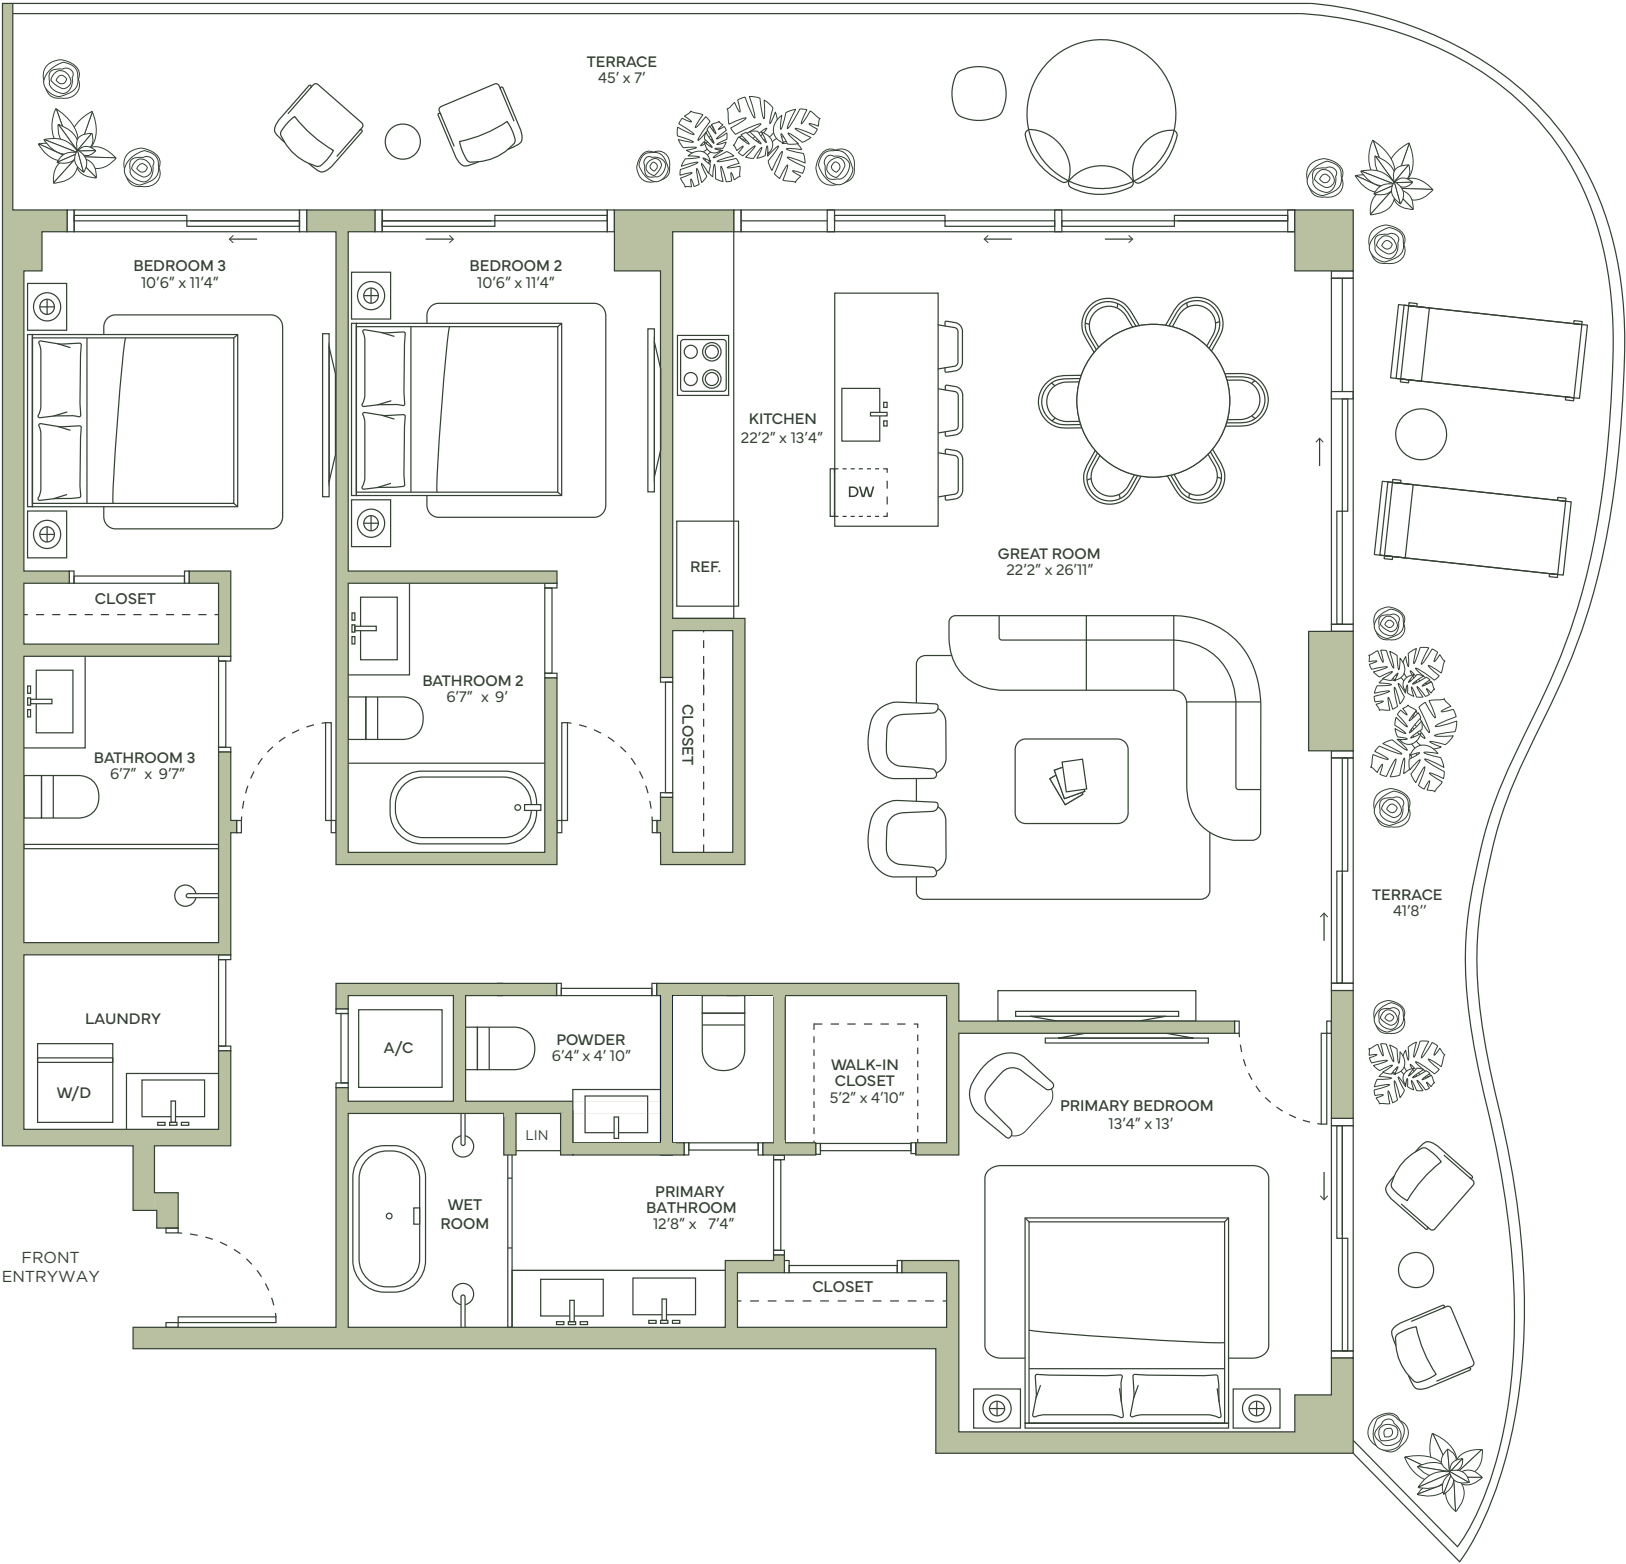 TERRACE
45’ x 7’
BEDROOM 3
10’6” x 11’4”
BEDROOM 2
10’6” x 11’4”
KITCHEN
22’2” x 13’4”
DW
REF.
GREAT ROOM
22’2” x 26’11”
CLOSET
BATHROOM 2
6’7” x 9’
CLOSET
BATHROOM 3
6’7” x 9’7”
TERRACE
41’8’’
LAUNDRY
W/D
A/C
POWDER
6’4” x 4’ 10”
WALK-IN
CLOSET
5’2” x 4’10”
PRIMARY BEDROOM
13’4” x 13’
LIN
WET
ROOM
PRIMARY
BATHROOM
12’8” x 7’4”
CLOSET
FRONT
ENTRYWAY